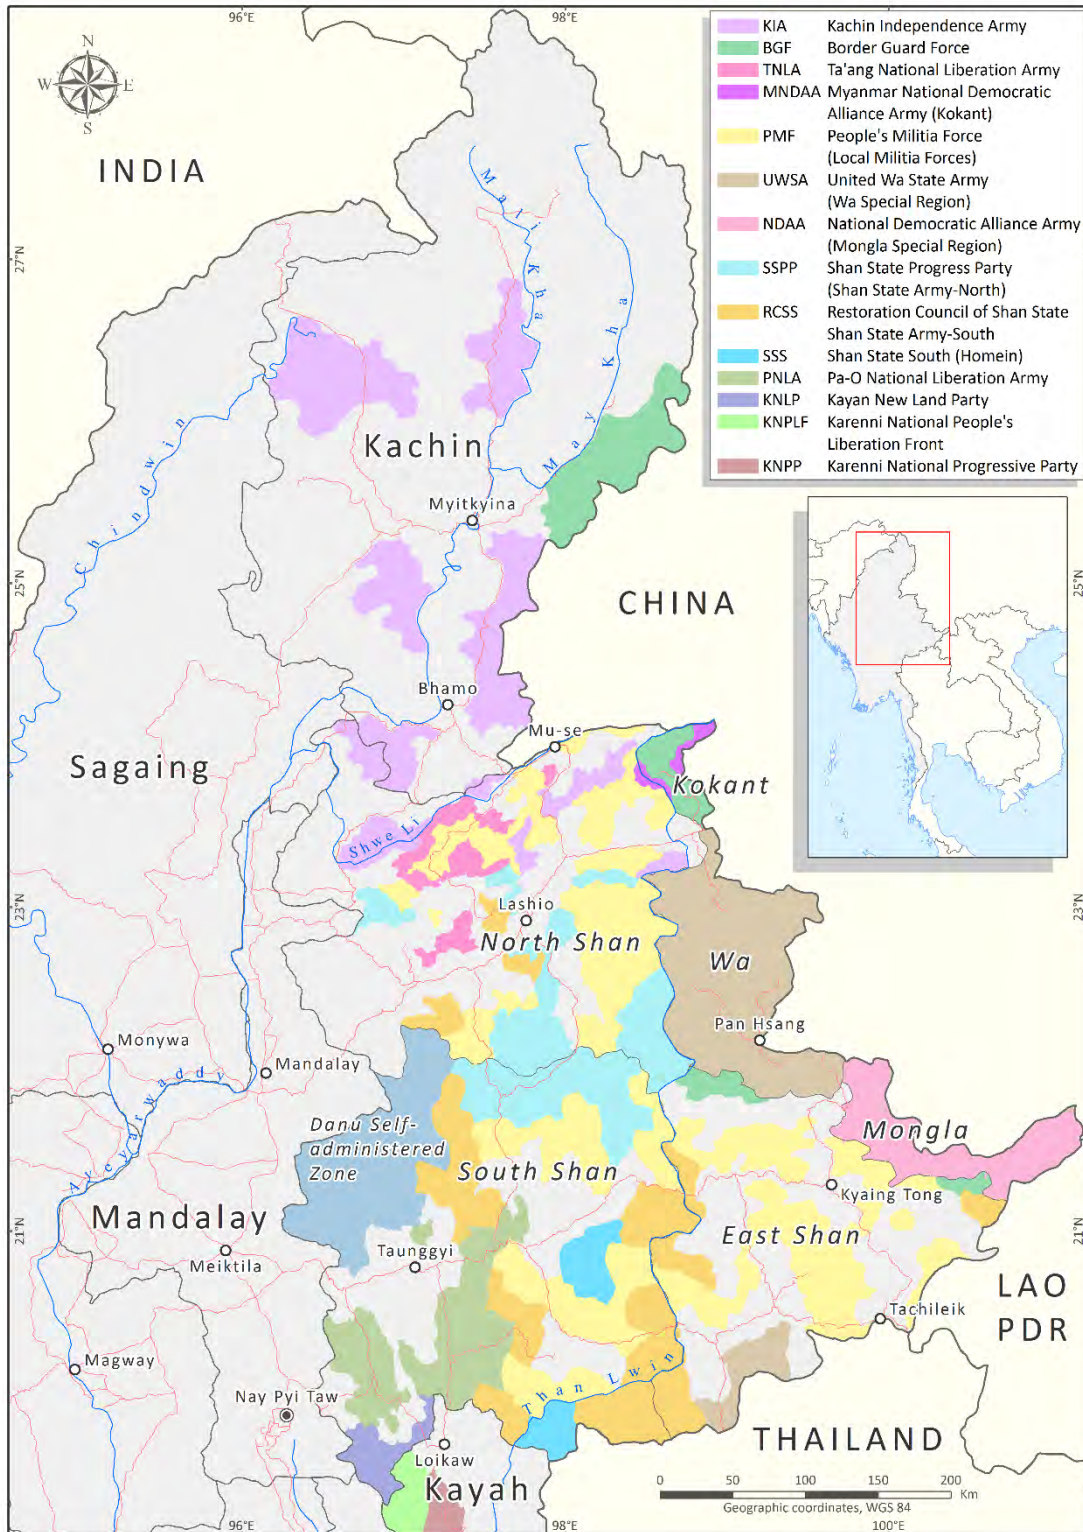 96°E
98°E
N
W E
S
INDIA
KIA Kachin Independence Army
BGF Border Guard Force
TNLA Ta'ang National Liberation Army
MNDAA Myanmar National Democratic
Alliance Army (Kokant)
PMF People's Militia Force
(Local Militia Forces)
UWSA United Wa State Army
(Wa Special Region)
NDAA National Democratic Alliance Army
(Mongla Special Region)
SSPP Shan State Progress Party
(Shan State Army-North)
RCSS Restoration Council of Shan State
Shan State Army-South
SSS Shan State South (Homein)
PNLA Pa-O National Liberation Army
KNLP Kayan New Land Party
KNPLF Karenni National People's
Liberation Front
KNPP Karenni National Progressive Party
27°N
Mali Kha
May Kha
Chindwin
Kachin
Myitkyina
25°N
25°N
CHINA
Bhamo
Mu-se
Sagaing
Kokant
Shwe Li
23°N
23°N
Lashio
North Shan
Wa
Pan Hsang
Monywa
Mandalay
Ayeyarwaddy
Danu Self-
administered
Zone
Mongla
South Shan
Kyaing Tong
Mandalay
21°N
21°N
East Shan
Meiktila
Taunggyi
LAO
PDR
Tachileik
Magway
Than Lwin
Nay Pyi Taw
THAILAND
Loikaw
Kayah
0 50 100 150 200
Km
Geographic coordinates, WGS 84
96°E
98°E
100°E